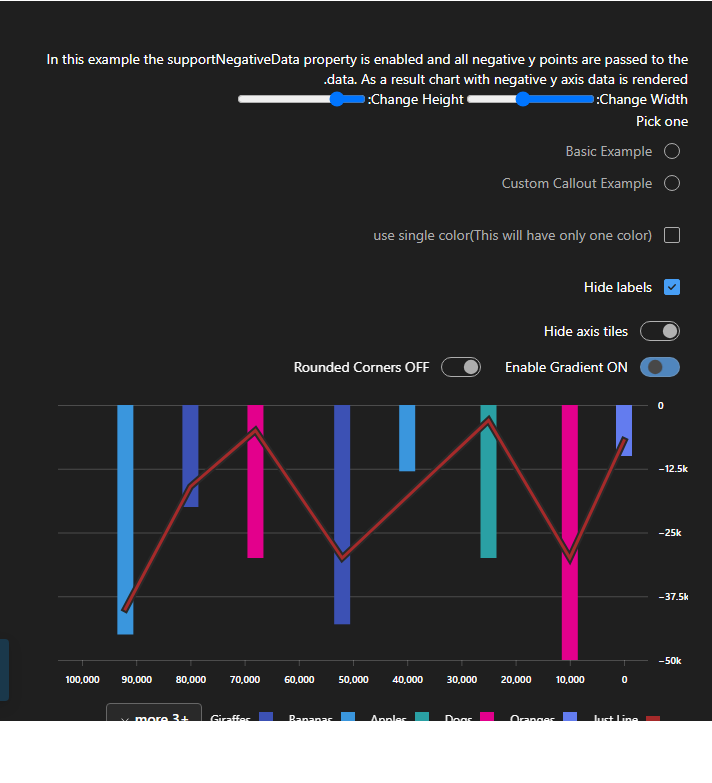 In this example the supportNegativeData property is enabled and all negative y points are passed to the
.data. As a result chart with negative y axis data is rendered
:Change Height :Change Width
Pick one
Basic Example
Custom Callout Example
use single color(This will have only one color)
Hide labels
Hide axis tiles
Rounded Corners OFF Enable Gradient ON
0
−12.5k
−25k
−37.5k
−50k
100,000 90,000 80,000 70,000 60,000 50,000 40,000 30,000 20,000 10,000 0
more 3+ Giraffes Bananas Apples Dogs Oranges Just Line